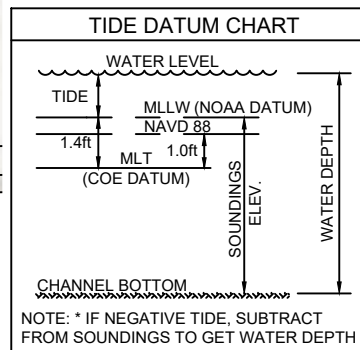 TIDE DATUM CHART
WATER LEVEL
TIDE
MLLW (NOAA DATUM)
NAVD 88
1.4ft
1.0ft
MLT
(COE DATUM)
SOUNDINGS
ELEV.
WATER DEPTH
CHANNEL BOTTOM
NOTE: * IF NEGATIVE TIDE, SUBTRACT
FROM SOUNDINGS TO GET WATER DEPTH